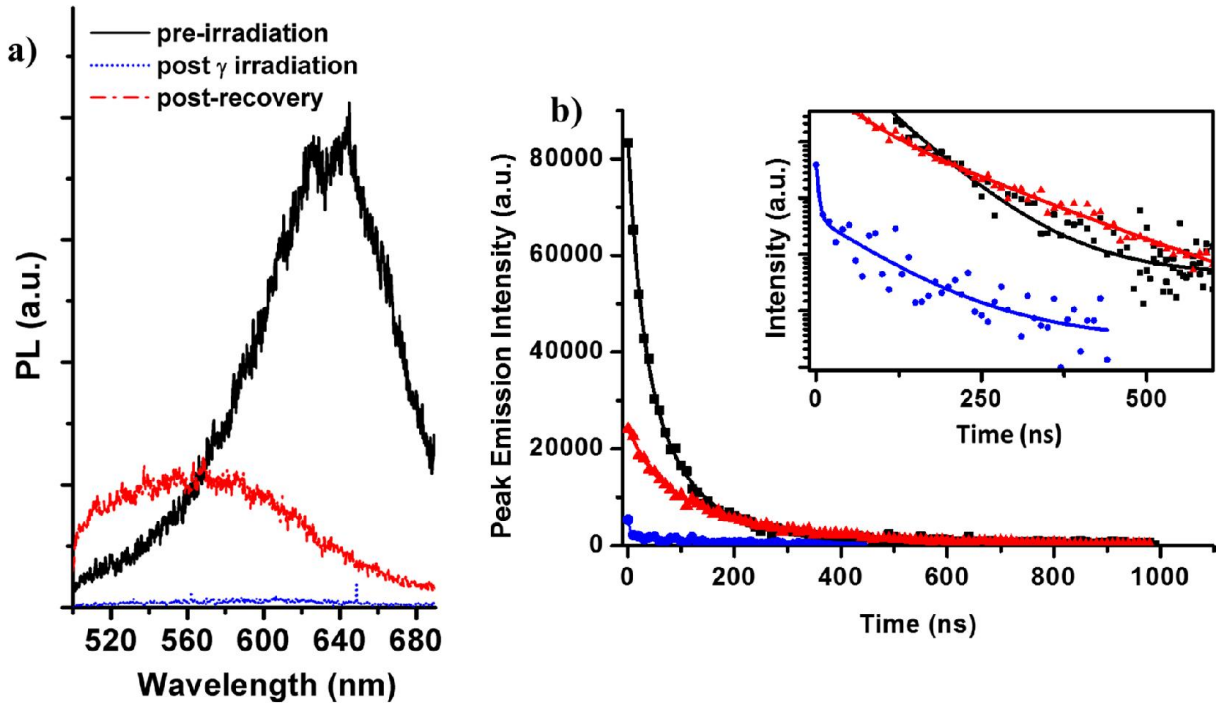 a)
pre-irradiation
post γ irradiation
post-recovery
PL (a.u.)
520 560 600 640 680
Wavelength (nm)
b)
Peak Emission Intensity (a.u.)
80000
60000
40000
20000
0
0 200 400 600 800 1000
Time (ns)
Intensity (a.u.)
0 250 500
Time (ns)